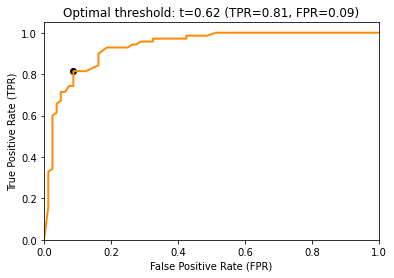 Optimal threshold: t=0.62 (TPR=0.81, FPR=0.09)
True Positive Rate (TPR)
1.0
0.8
0.6
0.4
0.2
0.0
0.0 0.2 0.4 0.6 0.8 1.0
False Positive Rate (FPR)